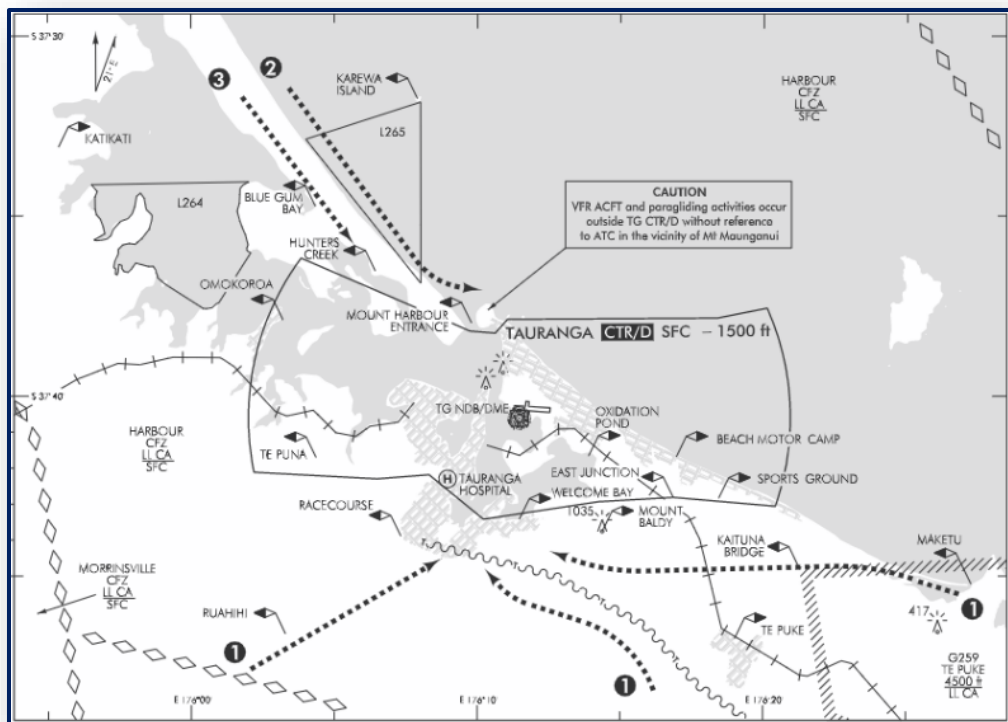 S 37°30'
21°E
3
2
KAREWA
ISLAND
HARBOUR
CFZ
LL CA
SFC
L265
KATIKATI
CAUTION
VFR ACFT and paragliding activities occur
outside TG CTR/D without reference
to ATC in the vicinity of Mt Maunganui
L264
BLUE GUM
BAY
HUNTERS
CREEK
OMOKOROA
MOUNT HARBOUR
ENTRANCE
TAURANGA CTR/D SFC – 1500 ft
S 37°40'
TG NDB/DME
OXIDATION
POND
HARBOUR
CFZ
LL CA
SFC
TE PUNA
BEACH MOTOR CAMP
H TAURANGA
HOSPITAL
EAST JUNCTION
SPORTS GROUND
WELCOME BAY
RACECOURSE
1035
MOUNT
BALDY
KAITUNA
BRIDGE
MAKETU
MORRINSVILLE
CFZ
LL CA
SFC
RUAHIHI
1
417
1
TE PUKE
1
G259
TE PUKE
4500 ft
LL CA
E 176°00
E 176°10
E 176°20